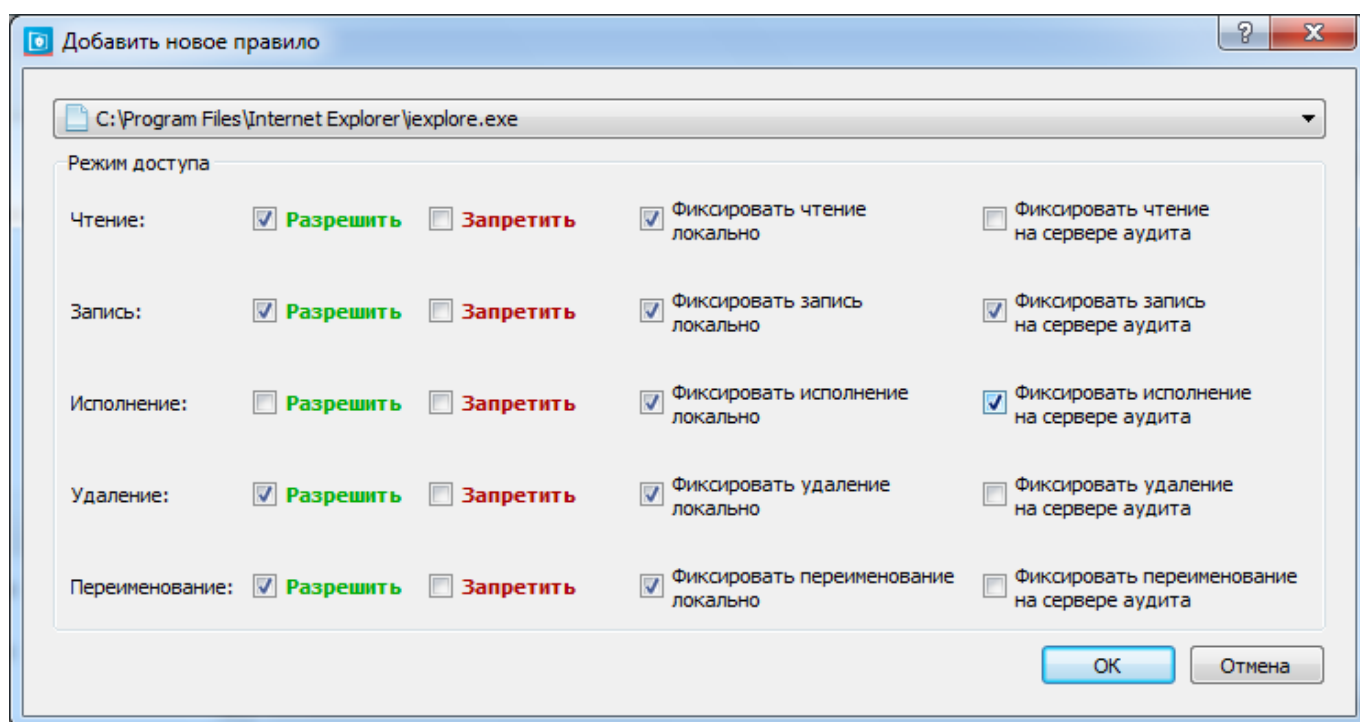 Добавить новое правило
C:\Program Files\Internet Explorer\iexplore.exe
Режим доступа
Чтение: Разрешить Запретить Фиксировать чтение локально Фиксировать чтение на сервере аудита
Запись: Разрешить Запретить Фиксировать запись локально Фиксировать запись на сервере аудита
Исполнение: Разрешить Запретить Фиксировать исполнение локально Фиксировать исполнение на сервере аудита
Удаление: Разрешить Запретить Фиксировать удаление локально Фиксировать удаление на сервере аудита
Переименование: Разрешить Запретить Фиксировать переименование локально Фиксировать переименование на сервере аудита
ОК Отмена